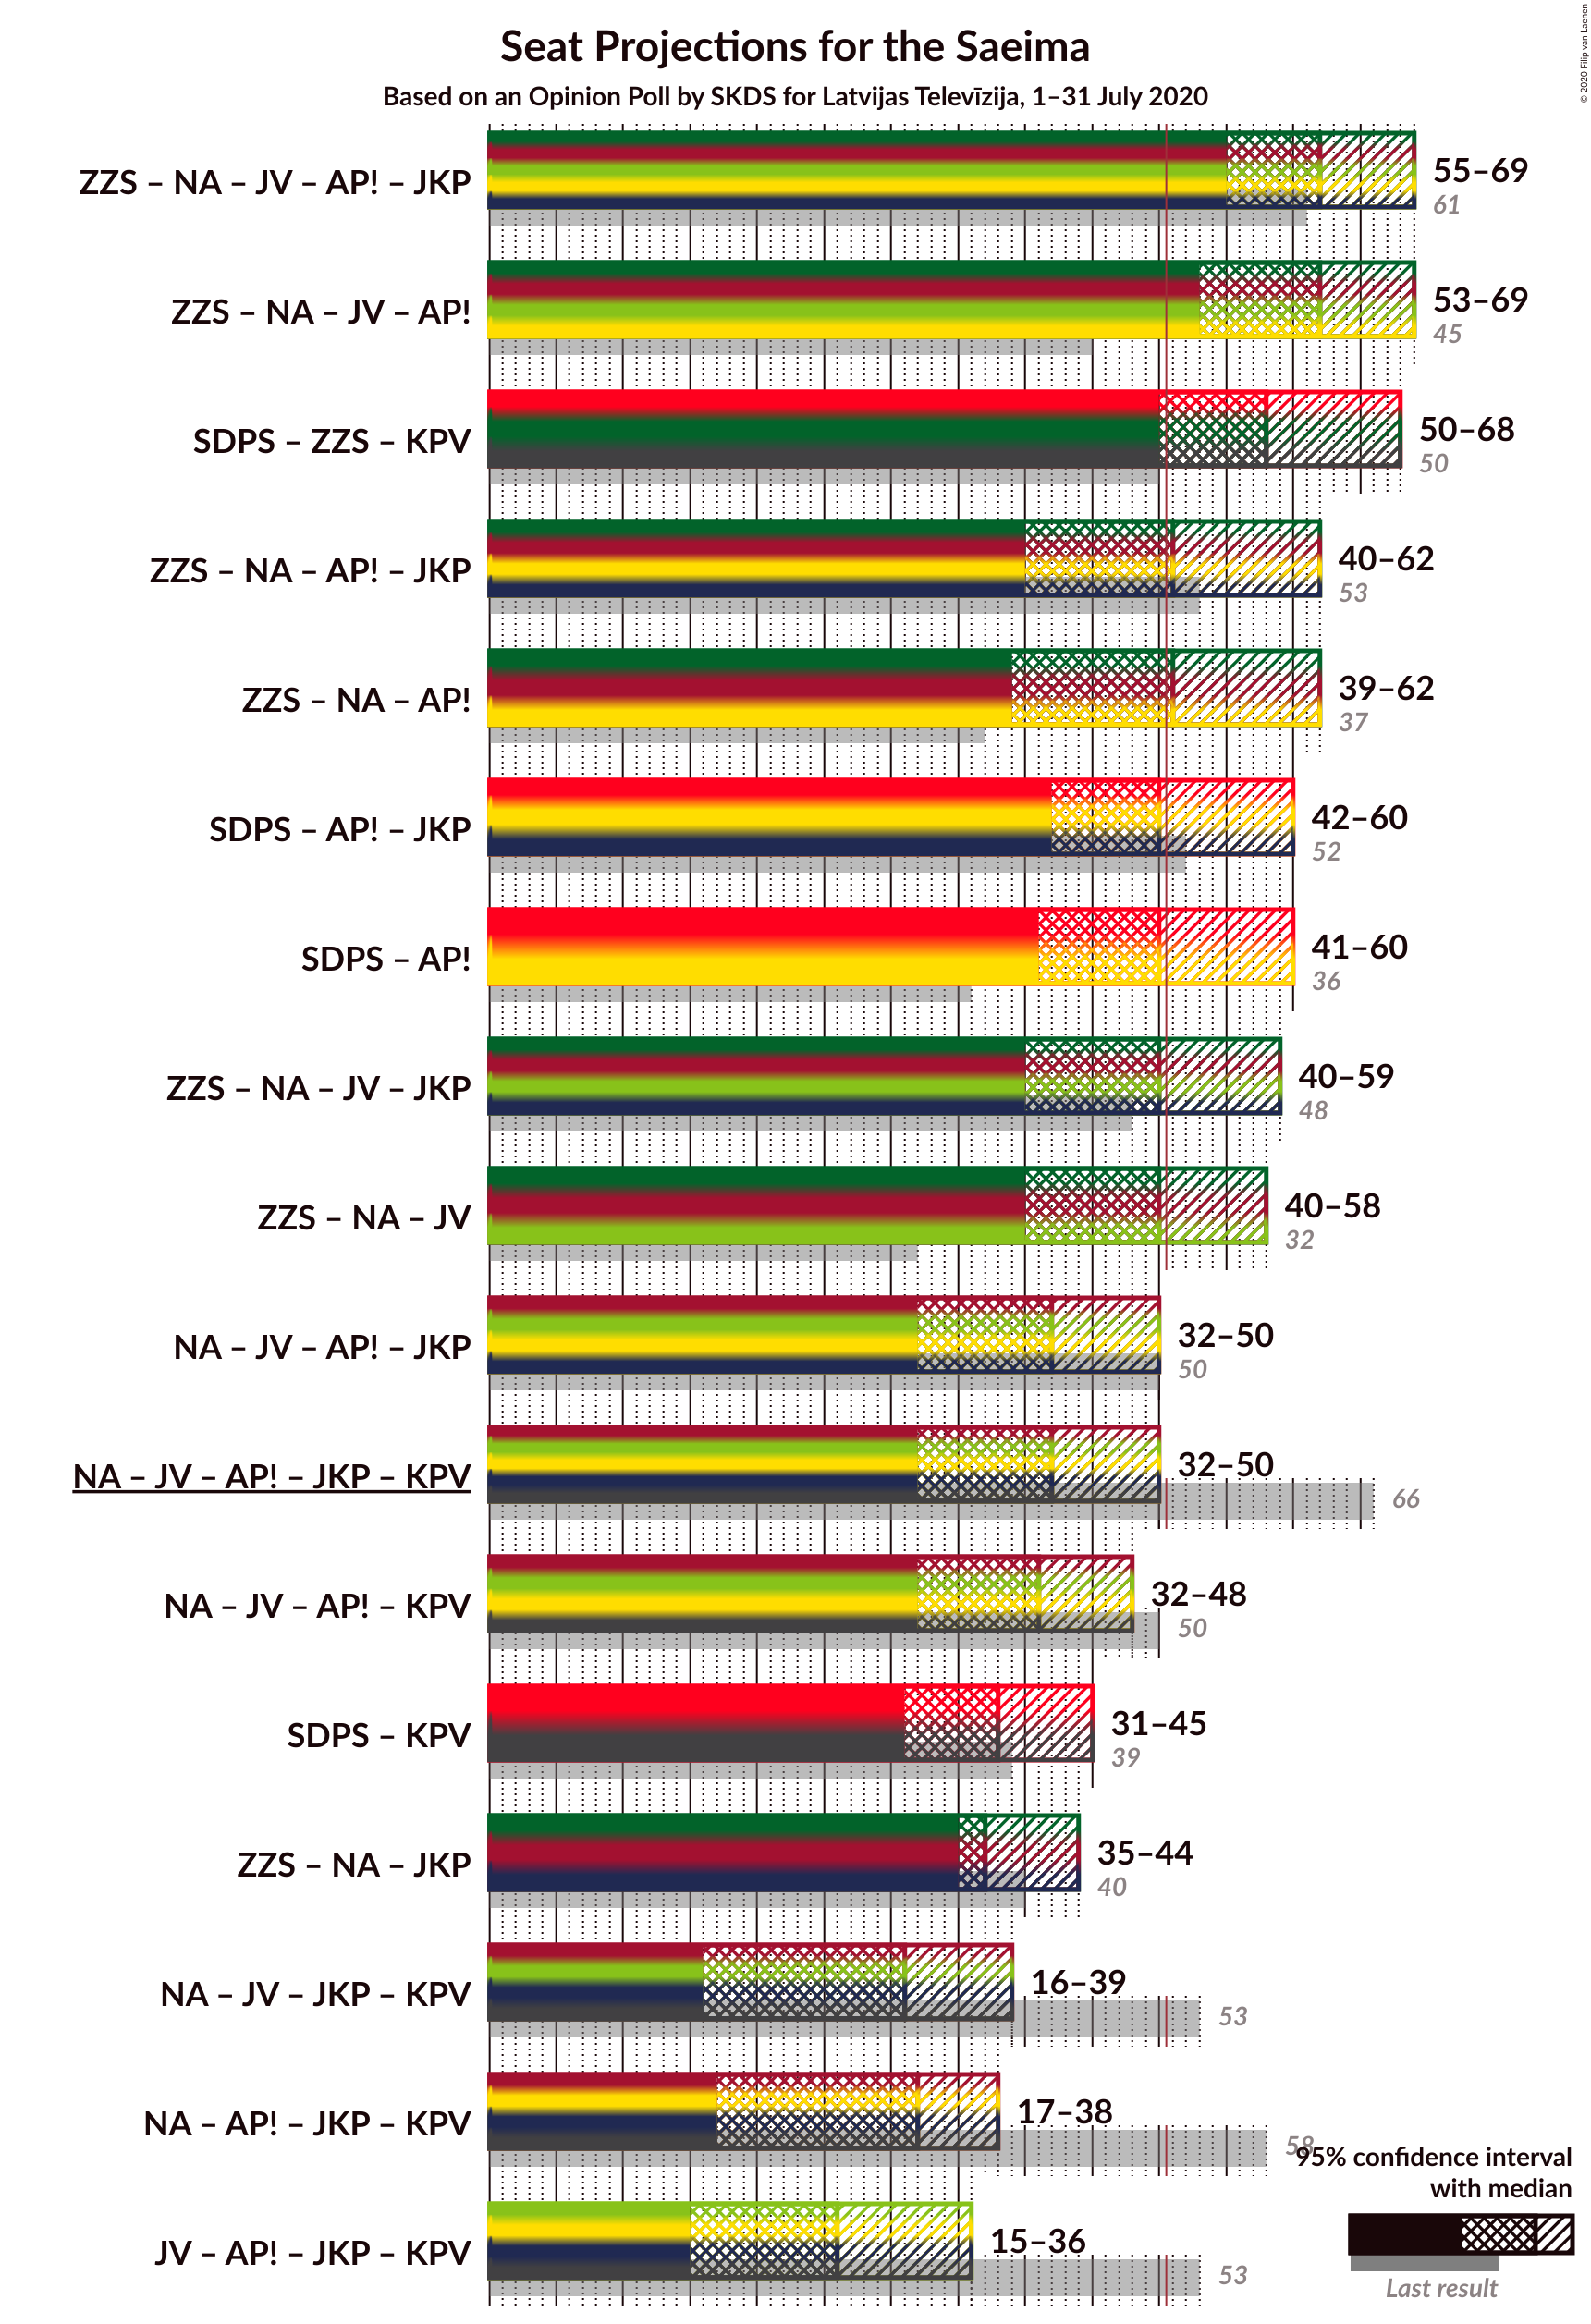 © 2020 Filip van Laenen
Seat Projections for the Saeima
Based on an Opinion Poll by SKDS for Latvijas Televīzija, 1–31 July 2020
ZZS – NA – JV – AP! – JKP
55–69
61
ZZS – NA – JV – AP!
53–69
45
SDPS – ZZS – KPV
50–68
50
ZZS – NA – AP! – JKP
40–62
53
ZZS – NA – AP!
39–62
37
SDPS – AP! – JKP
42–60
52
SDPS – AP!
41–60
36
ZZS – NA – JV – JKP
40–59
48
ZZS – NA – JV
40–58
32
NA – JV – AP! – JKP
32–50
50
NA – JV – AP! – JKP – KPV
32–50
66
NA – JV – AP! – KPV
32–48
50
SDPS – KPV
31–45
39
ZZS – NA – JKP
35–44
40
NA – JV – JKP – KPV
16–39
53
NA – AP! – JKP – KPV
17–38
58
JV – AP! – JKP – KPV
15–36
53
95% confidence interval
with median
Last result